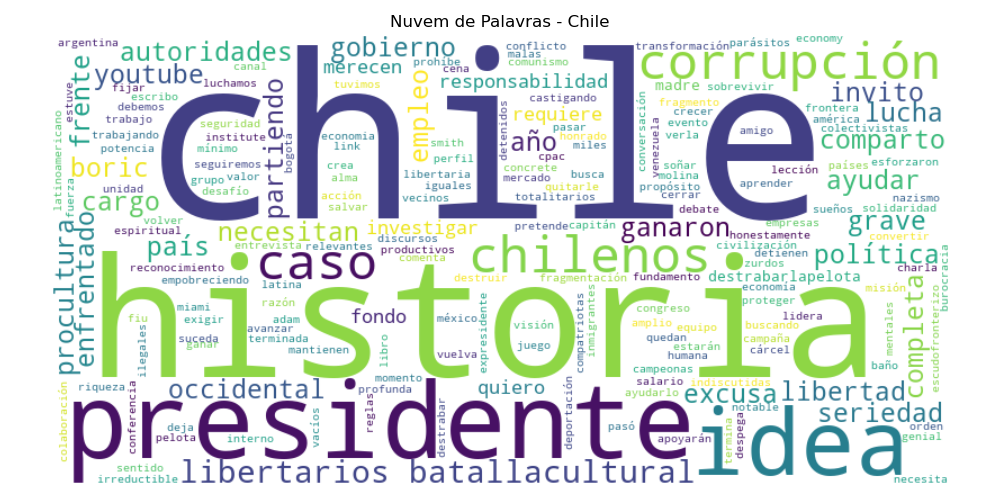 Nuvem de Palavras - Chile
chile
historia
presidente
idea
corrupción
chilenos
caso
libertarios batallacultural
argentina
autoridades
youtube
canal
fijar
luchamos
escribo
debemos
trabajo
seguridad
trabajando
mínimo
institute
potencia
seguiremos
grupo
valor
desafío
unidad
frente
estuve
latinoamericano
fuerza
boric
cargo
volver
espiritual
país
reconocimiento
empobreciendo
procultura
enfrentado
gobierno
merecen
tuvimos
prohibe
malas
conflicto
comunismo
cena
responsabilidad
castigando
requiere
año
pasar
honrado
miles
detenidos
cpac
smith
perfil
concrete
mercado
busca
quitarle
totalitarios
libertaria
iguales
vecinos
empleo
partiendo
bogotá
economia
link
crea
alma
acción
salvar
necesitan
investigar
discursos
productivos
comenta
entrevista
relevantes
pretende
capitán
ganaron
debate
honestamente
empresas
civilización
detienen
zurdos
destrabarlapelota
transformación
parásitos
economy
madre
sobrevivir
fragmento
crecer
evento
verla
conversación
venezuela
amigo
soñar
molina
propósito
cerrar
lección
aprender
países
invito
frontera
américa
lucha
colectivistas
comparto
esforzaron
ayudar
nazismo
sueños
solidaridad
grave
convertir
política
charla
misión
burocracia
escudofronterizo
mentales
completa
latina
razón
miami
fiu
exigir
adam
avanzar
suceda
terminada
ganar
mantienen
ilegales
fondo
méxico
libro
vuelva
destruir
fragmentación
fundamento
expresidente
visión
juego
compatriotas
inmigrantes
congreso
amplio
equipo
quedan
estarán
humana
economía
proteger
lidera
buscando
campaña
cárcel
baño
campeonas
salario
indiscutidas
ayudarlo
excusa
libertad
notable
seriedad
orden
genial
riqueza
colaboración
conferencia
occidental
momento
profunda
quiero
reglas
destrabar
deportación
pasó
apoyarán
termina
despega
deja
pelota
interno
vacíos
sentido
irreductible
necesita